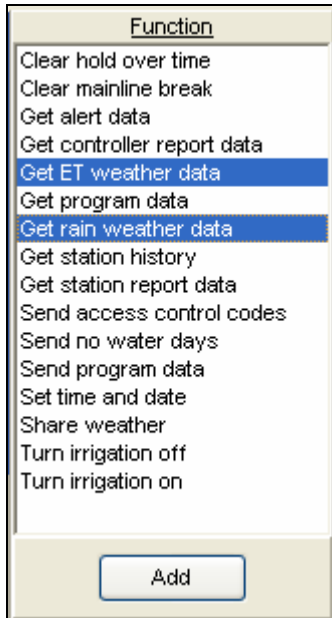 Function
Clear hold over time
Clear mainline break
Get alert data
Get controller report data
Get ET weather data
Get program data
Get rain weather data
Get station history
Get station report data
Send access control codes
Send no water days
Send program data
Set time and date
Share weather
Turn irrigation off
Turn irrigation on
Add